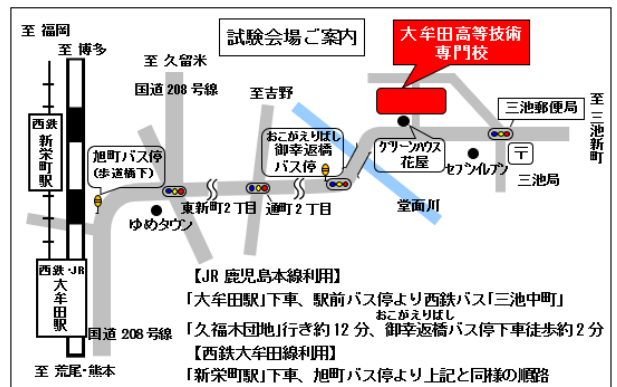 至 福岡
至 博多
至 久留米
国道 208 号線
試験会場ご案内
大牟田高等技術
専門校
至吉野
至 三池新町
三池郵便局
西鉄
新栄町駅
旭町バス停
(歩道橋下)
おこがえりばし
御幸返橋
バス停
グリーンハウス
花屋
セブンイレブン
〒
三池局
東新町2丁目
通町2丁目
ゆめタウン
堂面川
西鉄・JR
大牟田駅
国道 208 号線
至 荒尾・熊本
【JR 鹿児島本線利用】
「大牟田駅」下車、駅前バス停より西鉄バス「三池中町」
おこがえりばし
「久福木団地」行き約12分、御幸返橋バス停下車徒歩約2分
【西鉄大牟田線利用】
「新栄町駅」下車、旭町バス停より上記と同様の順路